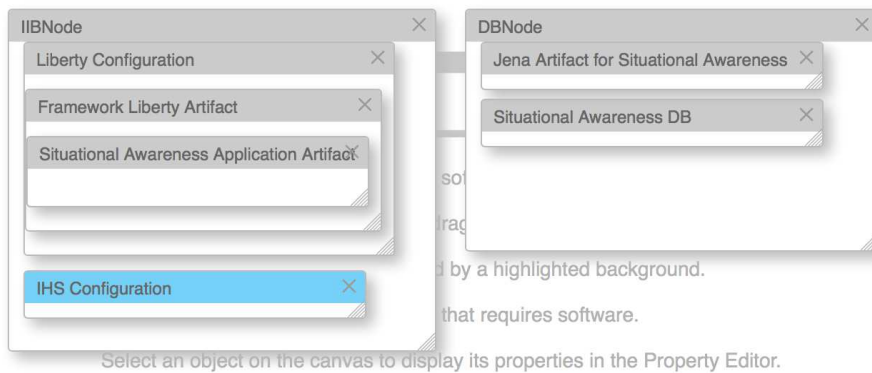 IIBNode
Liberty Configuration
Framework Liberty Artifact
Situational Awareness Application Artifact
IHS Configuration
DBNode
Jena Artifact for Situational Awareness
Situational Awareness DB
by a highlighted background.
that requires software.
Select an object on the canvas to display its properties in the Property Editor.